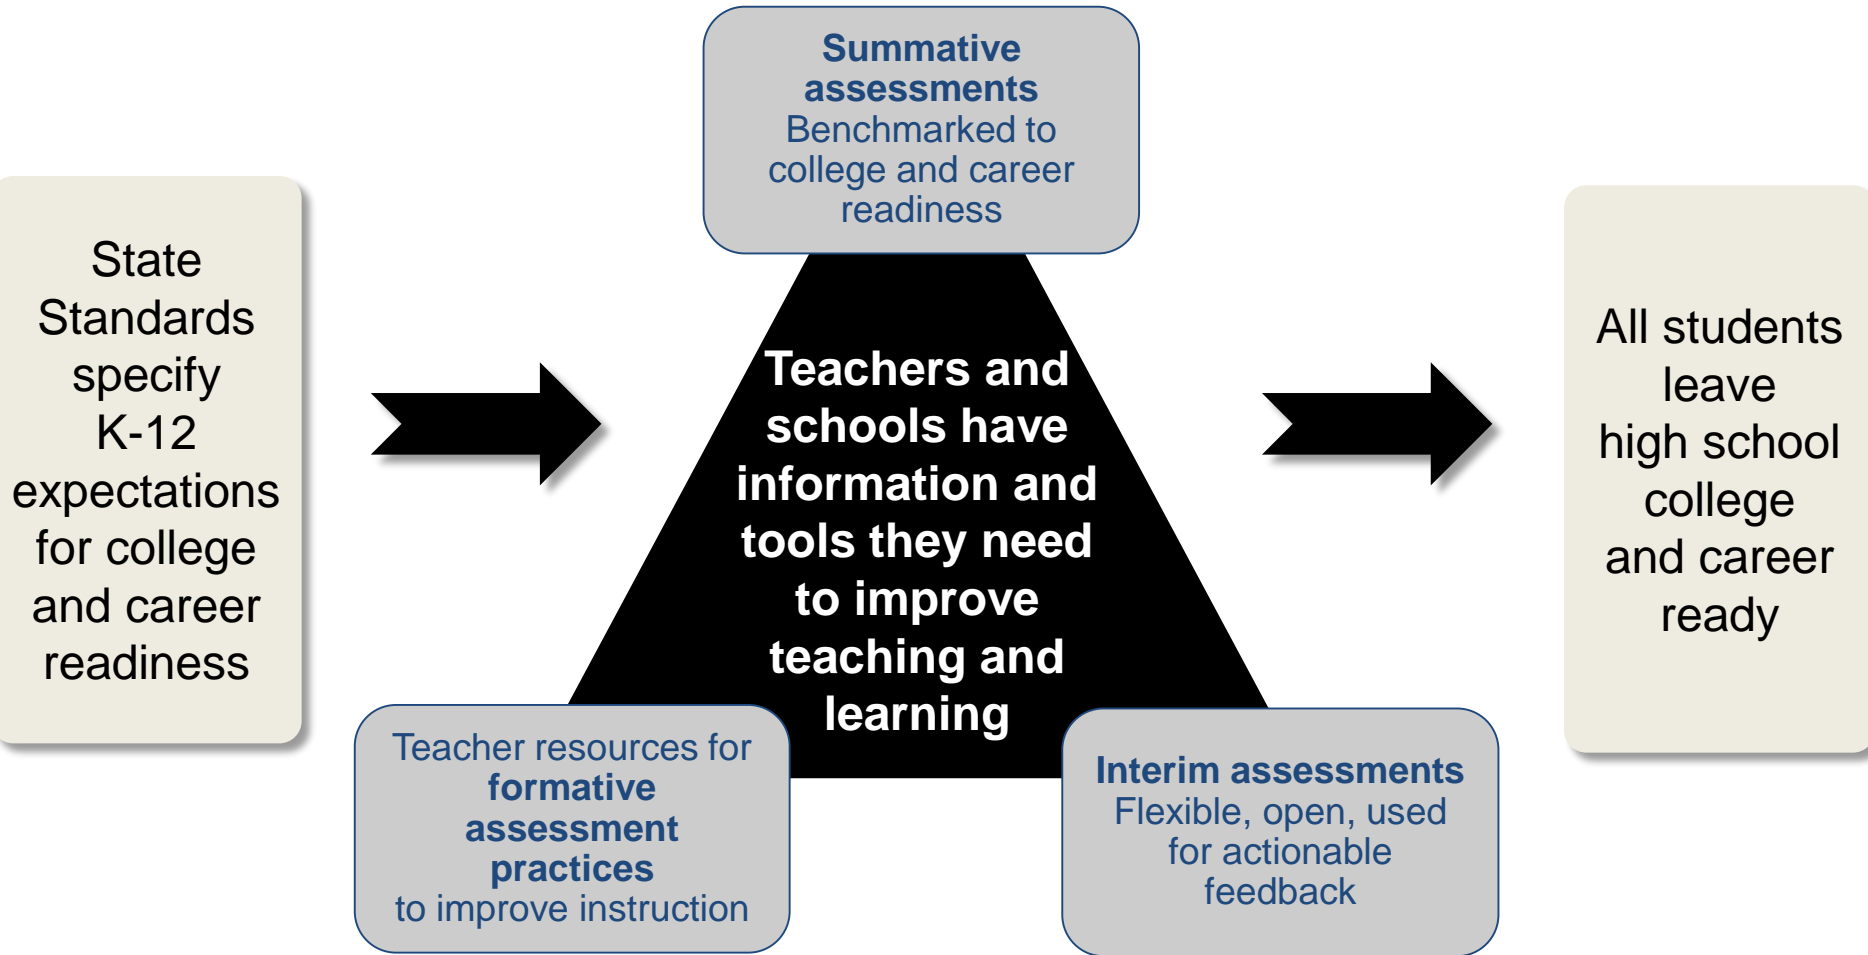 Summative
assessments
Benchmarked to
college and career
readiness
State
Standards
specify
K-12
expectations
for college
and career
readiness
Teachers and
schools have
information and
tools they need
to improve
teaching and
learning
All students
leave
high school
college
and career
ready
Teacher resources for
formative
assessment
practices
to improve instruction
Interim assessments
Flexible, open, used
for actionable
feedback